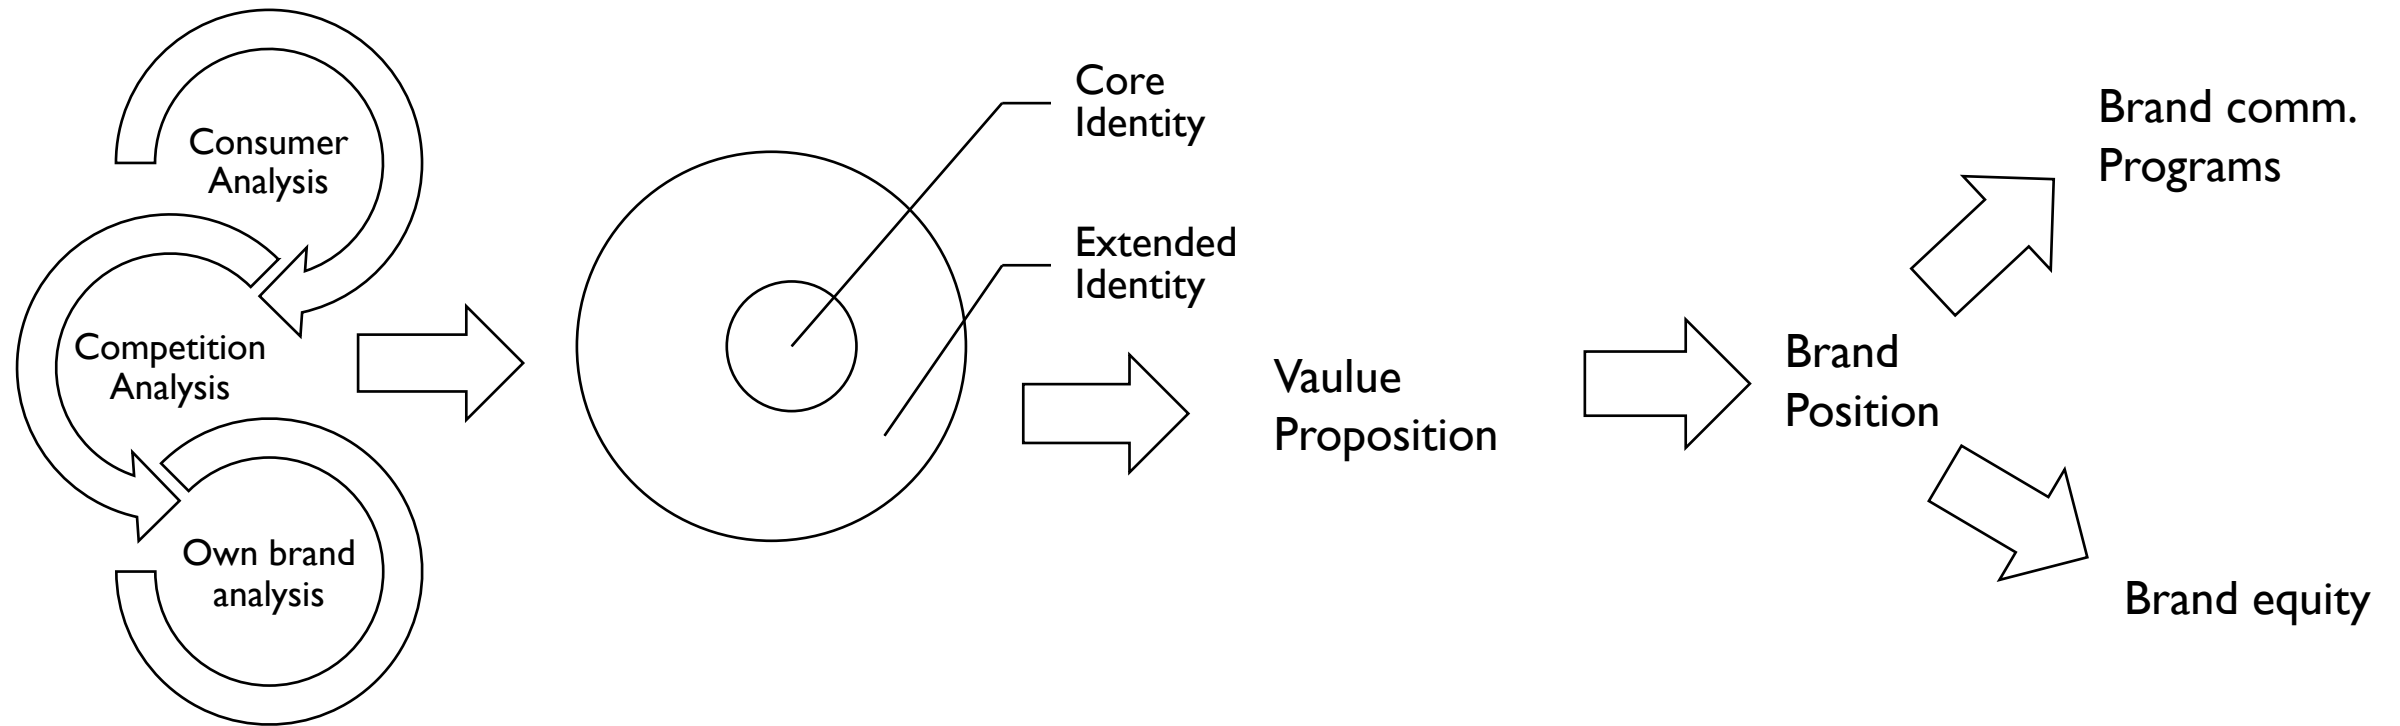 Consumer
Analysis
Competition
Analysis
Own brand
analysis
Core
Identity
Extended
Identity
Vaulue
Proposition
Brand
Position
Brand comm.
Programs
Brand equity